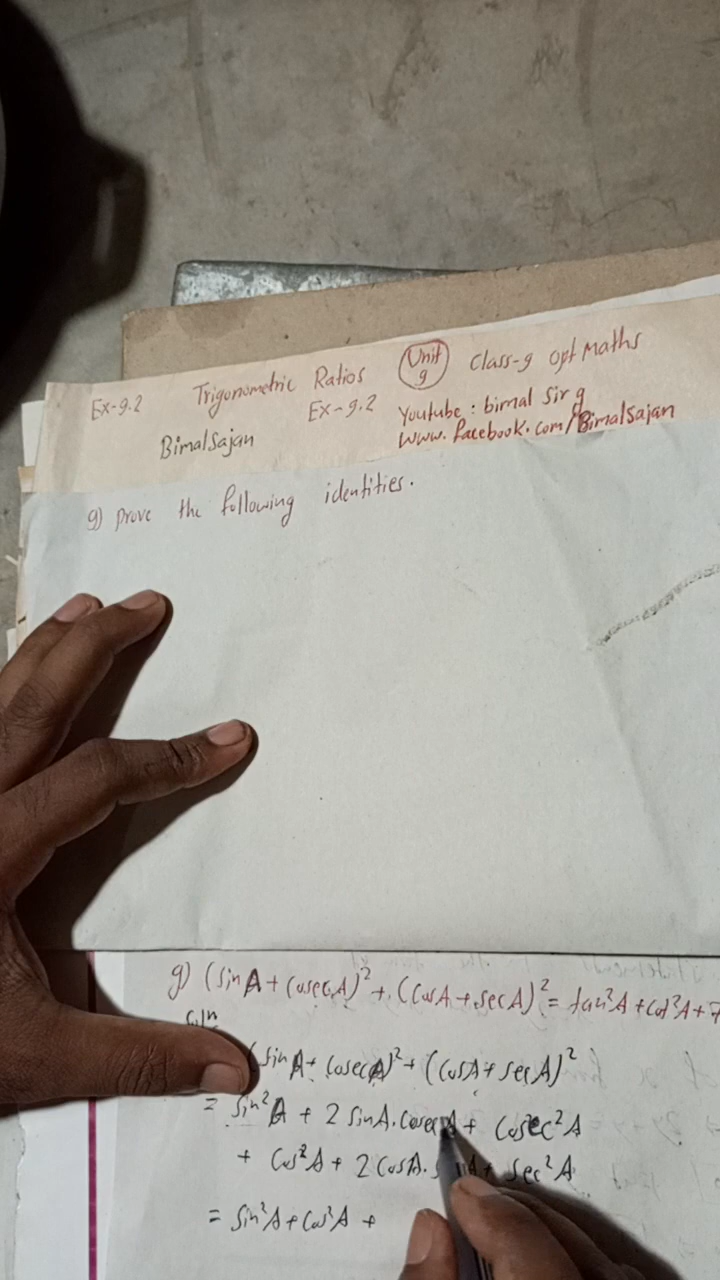 Ex-9.2 Trigonometric Ratios Unit 9 Class-9 opt Maths
Ex-9.2 Youtube : bimal Sir g
BimalSajan www.facebook.com/BimalSajan
g) prove the following identities.
g) (sinA + cosecA)² + (cosA + secA)² = tan²A + cot²A + 7
Soln
(sinA + cosecA)² + (cosA + secA)²
= sin²A + 2 sinA.cosecA + cosec²A
+ cos²A + 2 cosA. + sec²A
= sin²A + cos²A +